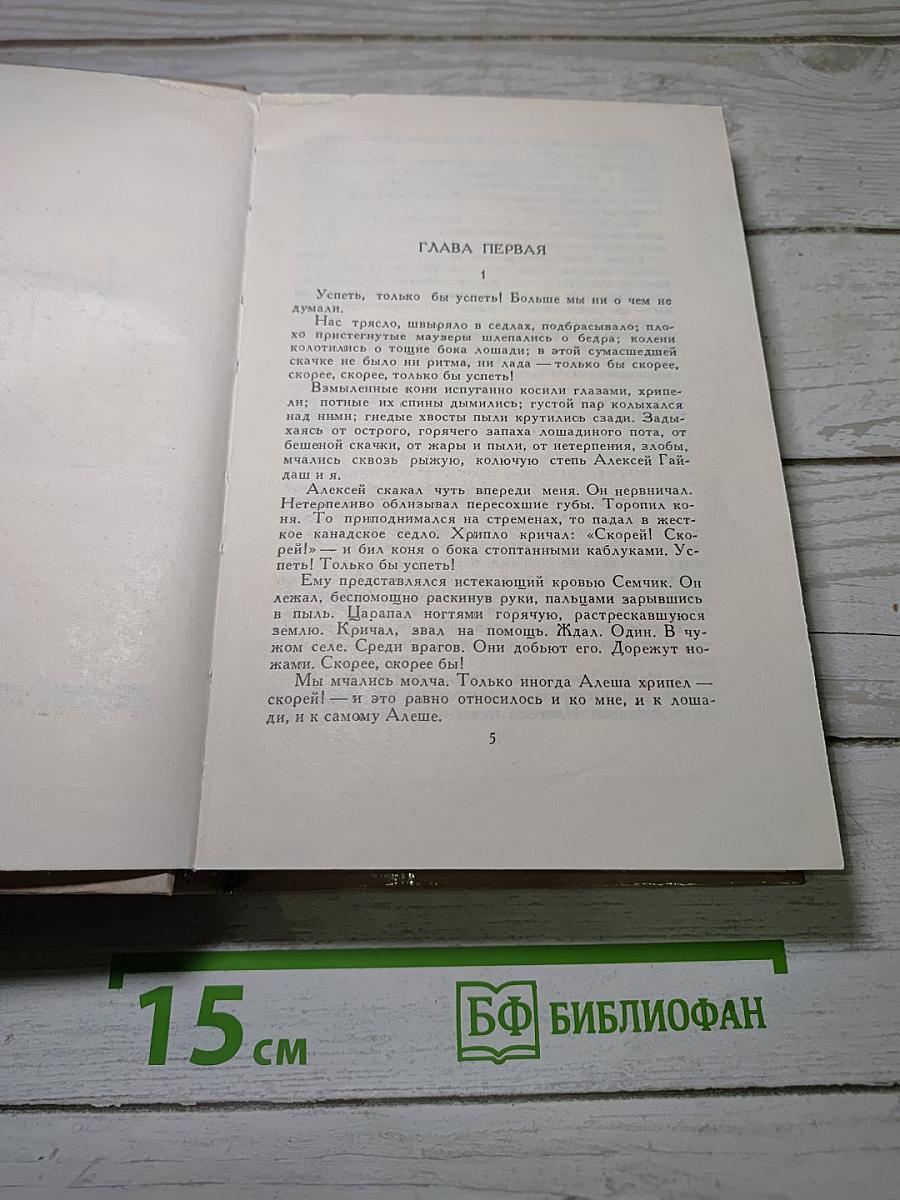 ГЛАВА ПЕРВАЯ
1
Успеть, только бы успеть! Больше мы ни о чем не
думали.
Нас трясло, швыряло в седлах, подбрасывало; пло-
хо пристегнутые маузеры шлепались о бедра; колени
колотились о тощие бока лошади; в этой сумасшедшей
скачке не было ни ритма, ни лада — только бы скорее,
скорее, скорее, только бы успеть!
Взмыленные кони испуганно косили глазами, хрипе-
ли; потные их спины дымились; густой пар колыхался
над ними; гнедые хвосты пыли крутились сзади. Зады-
хаясь от острого, горячего запаха лошадиного пота, от
бешеной скачки, от жары и пыли, от нетерпения, злобы,
мчались сквозь рыжую, колючую степь Алексей Гай-
даш и я.
Алексей скакал чуть впереди меня. Он нервничал.
Нетерпеливо облизывал пересохшие губы. Торопил ко-
ня. То приподнимался на стременах, то падал в жест-
кое канадское седло. Хрипло кричал: «Скорей! Ско-
рей!» — и бил коня о бока стоптанными каблуками. Ус-
петь! Только бы успеть!
Ему представлялся истекающий кровью Семчик. Он
лежал, беспомощно раскинув руки, пальцами зарывшись
в пыль. Царапал ногтями горячую, растрескавшуюся
землю. Кричал, звал на помощь. Ждал. Один. В чу-
жом селе. Среди врагов. Они добьют его. Дорежут но-
жами. Скорее, скорее бы!
Мы мчались молча. Только иногда Алеша хрипел —
скорей! — и это равно относилось и ко мне, и к лоша-
ди, и к самому Алеше.
5
15 см
БФ БИБЛИОФАН